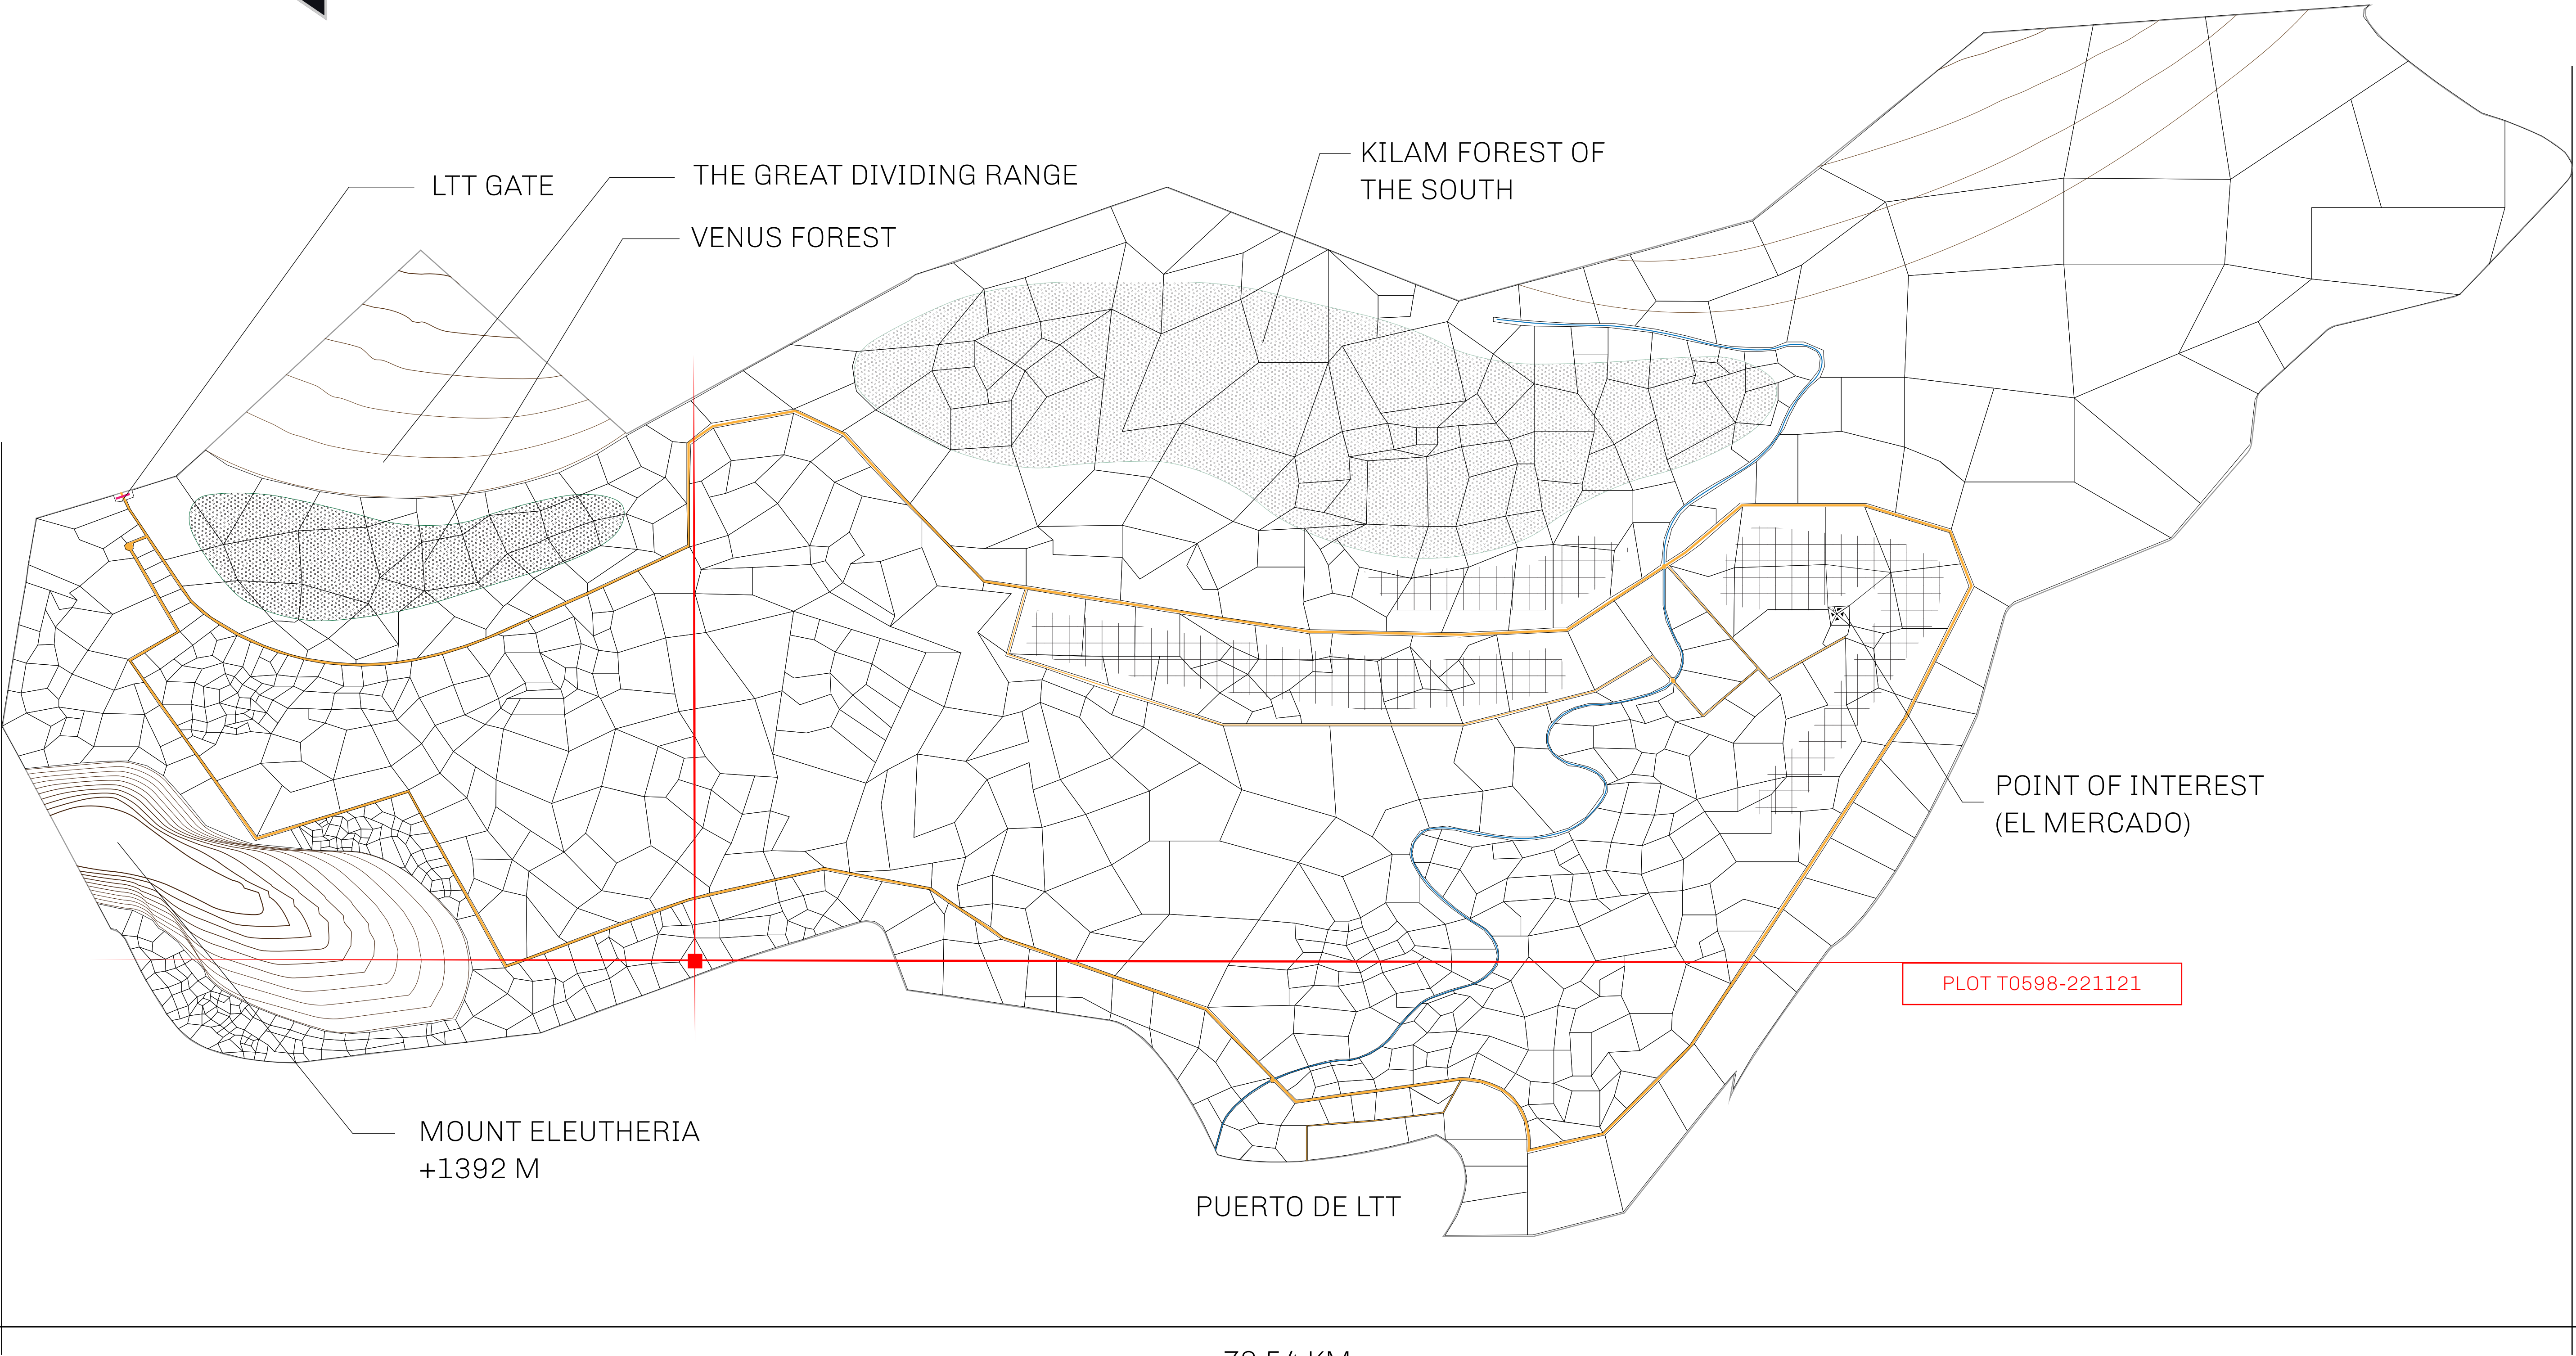 KILAM FOREST OF
THE SOUTH
THE GREAT DIVIDING RANGE
LTT GATE
VENUS FOREST
POINT OF INTEREST
(EL MERCADO)
PLOT T0598-221121
MOUNT ELEUTHERIA
+1392 M
PUERTO DE LTT
KM